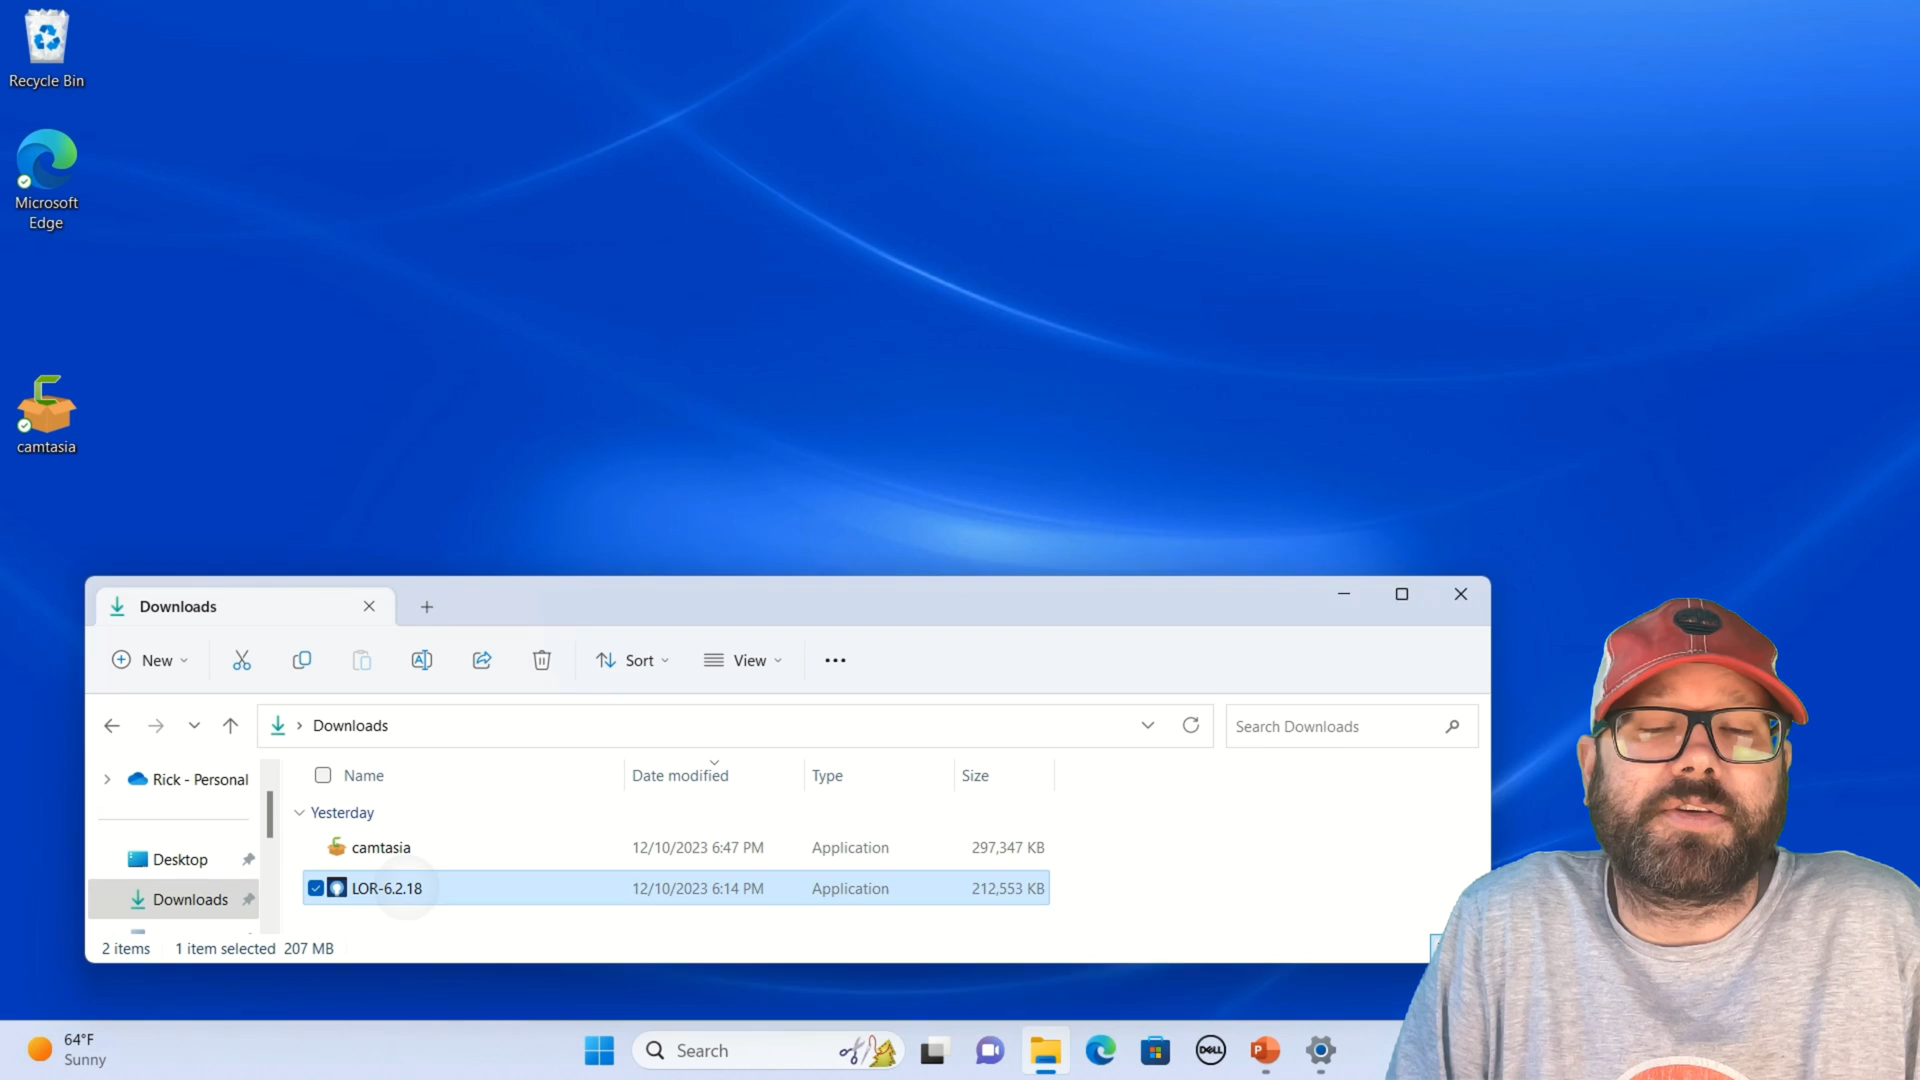 Recycle Bin
Microsoft
Edge
camtasia
Downloads
New
Sort
View
Downloads
Search Downloads
Rick - Personal
Desktop
Downloads
Name Date modified Type Size
Yesterday
camtasia 12/10/2023 6:47 PM Application 297,347 KB
LOR-6.2.18 12/10/2023 6:14 PM Application 212,553 KB
2 items 1 item selected 207 MB
64°F
Sunny
Search
DELL
P